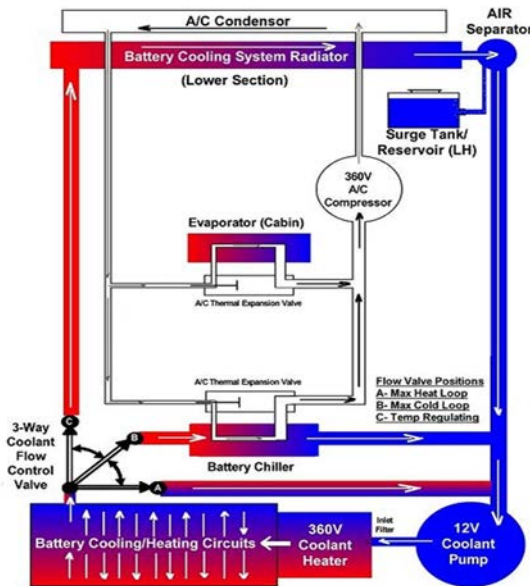 A/C Condensor
AIR
Separator
Battery Cooling System Radiator
(Lower Section)
Surge Tank/
Reservoir (LH)
360V
A/C
Compressor
Evaporator (Cabin)
A/C Thermal Expansion Valve
A/C Thermal Expansion Valve
Flow Valve Positions
A- Max Heat Loop
B- Max Cold Loop
C- Temp Regulating
C
3-Way
Coolant
Flow
Control
Valve
B
Battery Chiller
A
Battery Cooling/Heating Circuits
360V
Coolant
Heater
Inlet
Filter
12V
Coolant
Pump